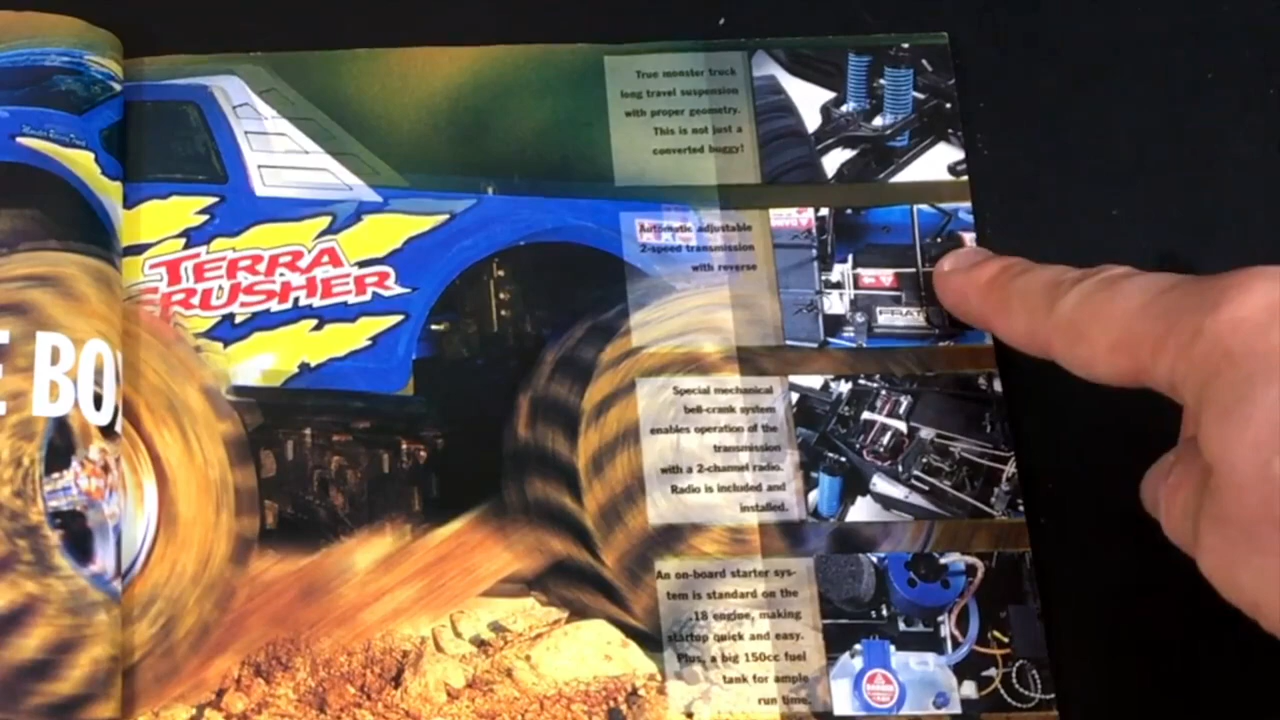 E BO
TERRA
CRUSHER
True monster truck
long travel suspension
with proper geometry.
This is not just a
converted buggy!
Automatic adjustable
2-speed transmission
with reverse
Special mechanical
bell-crank system
enables operation of the
transmission
with a 2-channel radio.
Radio is included and
installed.
An on-board starter sys-
tem is standard on the
.18 engine, making
startup quick and easy.
Plus, a big 150cc fuel
tank for ample
run time.